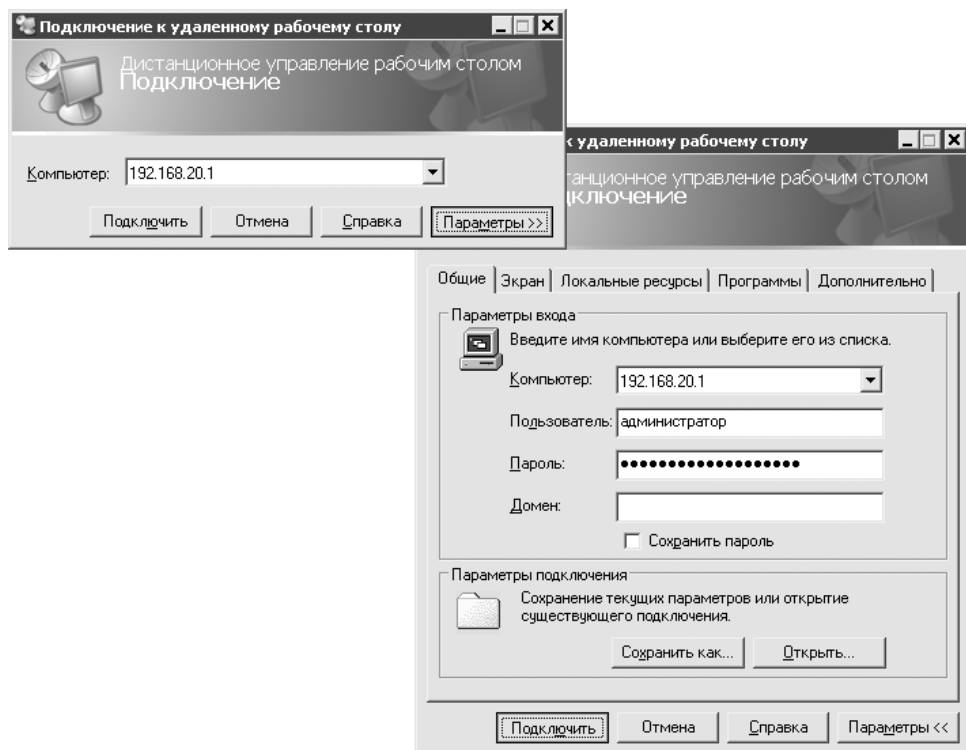 Подключение к удаленному рабочему столу
Дистанционное управление рабочим столом
Подключение
Компьютер: 192.168.20.1
Подключить Отмена Справка Параметры >>
к удаленному рабочему столу
танционное управление рабочим столом
дключение
Общие Экран Локальные ресурсы Программы Дополнительно
Параметры входа
Введите имя компьютера или выберите его из списка.
Компьютер: 192.168.20.1
Пользователь: администратор
Пароль: ●●●●●●●●●●●●●●●●●●●
Домен:
Сохранить пароль
Параметры подключения
Сохранение текущих параметров или открытие
существующего подключения.
Сохранить как... Открыть...
Подключить Отмена Справка Параметры <<